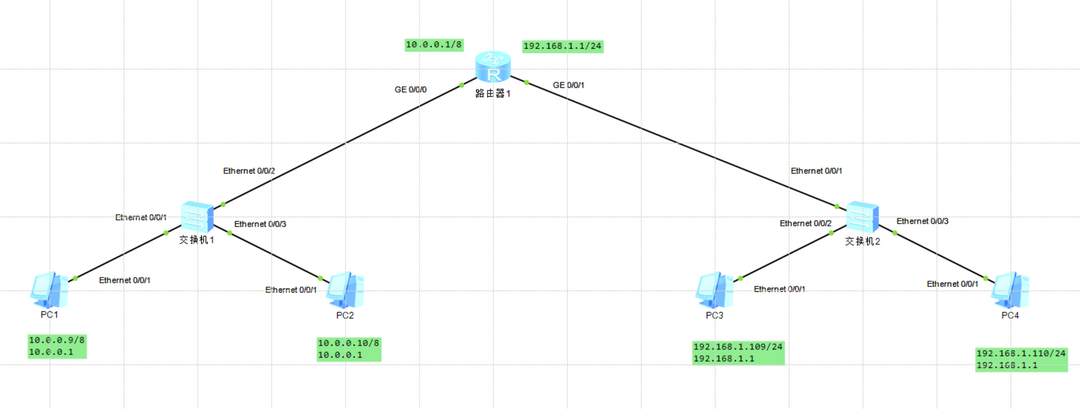 10.0.0.1/8
192.168.1.1/24
R
路由器1
GE 0/0/0
GE 0/0/1
Ethernet 0/0/2
Ethernet 0/0/1
Ethernet 0/0/1
Ethernet 0/0/3
交换机1
Ethernet 0/0/2
Ethernet 0/0/3
交换机2
Ethernet 0/0/1
Ethernet 0/0/1
Ethernet 0/0/1
Ethernet 0/0/1
PC1
PC2
PC3
PC4
10.0.0.9/8
10.0.0.1
10.0.0.10/8
10.0.0.1
192.168.1.109/24
192.168.1.1
192.168.1.110/24
192.168.1.1